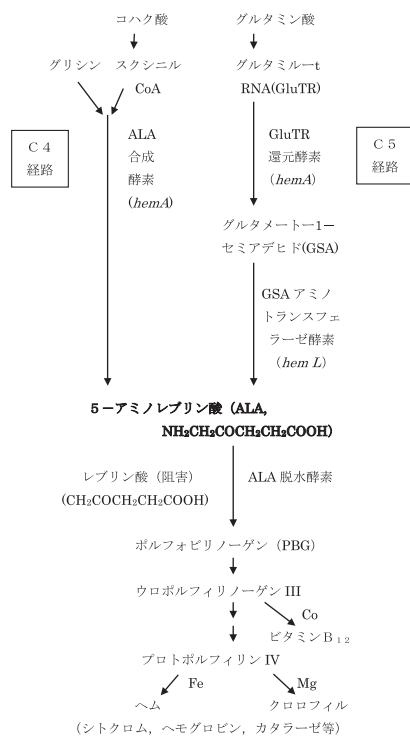 コハク酸
グルタミン酸
グリシン スクシニル
CoA
グルタミルーt
RNA(GluTR)
C4
経路
ALA
合成
酵素
(hemA)
GluTR
還元酵素
(hemA)
C5
経路
グルタメートー1－
セミアデヒド(GSA)
GSA アミノ
トランスフェ
ラーゼ酵素
(hem L)
５－アミノレブリン酸（ALA,
NH₂CH₂COCH₂CH₂COOH）
レブリン酸（阻害）
(CH₂COCH₂CH₂COOH)
ALA 脱水酵素
ポルフォビリノーゲン（PBG）
ウロポルフィリノーゲン III
Co
ビタミンＢ₁₂
プロトポルフィリン IV
Fe
Mg
ヘム
クロロフィル
（シトクロム，ヘモグロビン，カタラーゼ等）